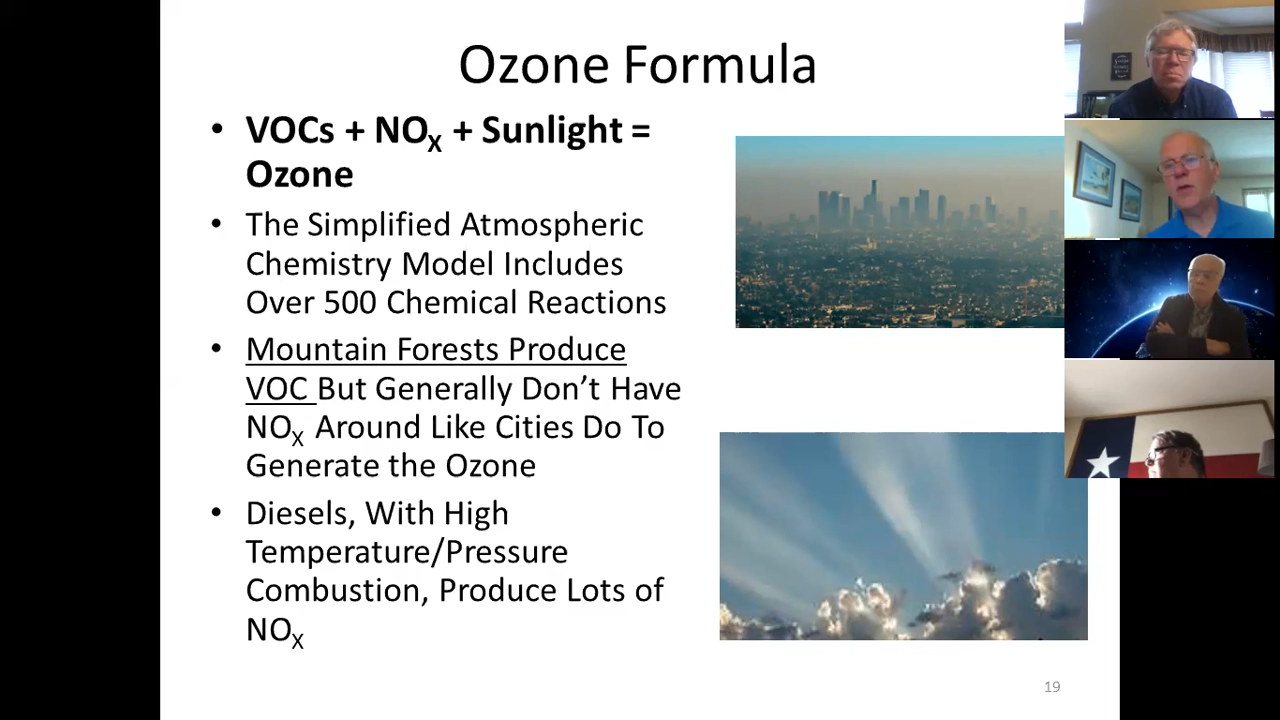 Ozone Formula
• VOCs + NOX + Sunlight =
Ozone
• The Simplified Atmospheric
Chemistry Model Includes
Over 500 Chemical Reactions
• Mountain Forests Produce
VOC But Generally Don’t Have
NOX Around Like Cities Do To
Generate the Ozone
• Diesels, With High
Temperature/Pressure
Combustion, Produce Lots of
NOX
19